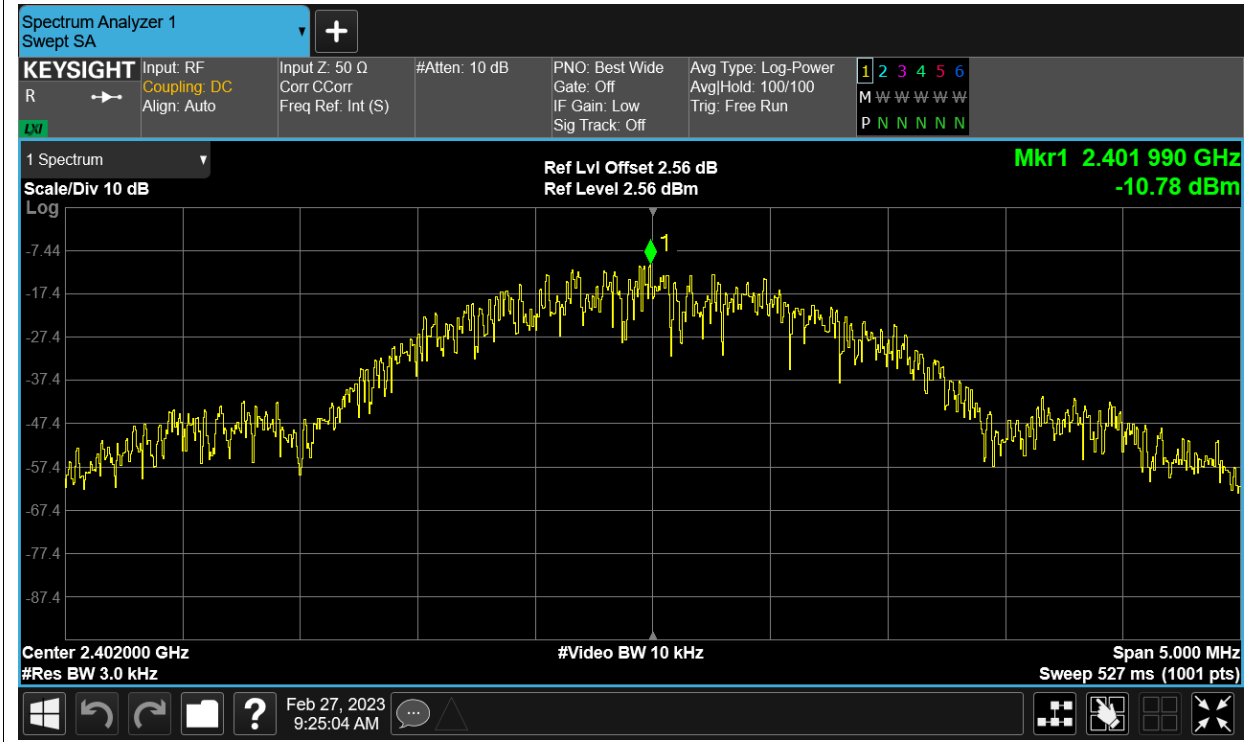 Spectrum Analyzer 1
Swept SA
KEYSIGHT
R
LXI
Input: RF
Coupling: DC
Align: Auto
Input Z: 50 Ω
Corr CCorr
Freq Ref: Int (S)
#Atten: 10 dB
PNO: Best Wide
Gate: Off
IF Gain: Low
Sig Track: Off
Avg Type: Log-Power
Avg|Hold: 100/100
Trig: Free Run
1 2 3 4 5 6
M W W W W W
P N N N N N
1 Spectrum
Scale/Div 10 dB
Log
Ref Lvl Offset 2.56 dB
Ref Level 2.56 dBm
Mkr1 2.401 990 GHz
-10.78 dBm
1
-7.44
-17.4
-27.4
-37.4
-47.4
-57.4
-67.4
-77.4
-87.4
Center 2.402000 GHz
#Res BW 3.0 kHz
#Video BW 10 kHz
Span 5.000 MHz
Sweep 527 ms (1001 pts)
?
Feb 27, 2023
9:25:04 AM